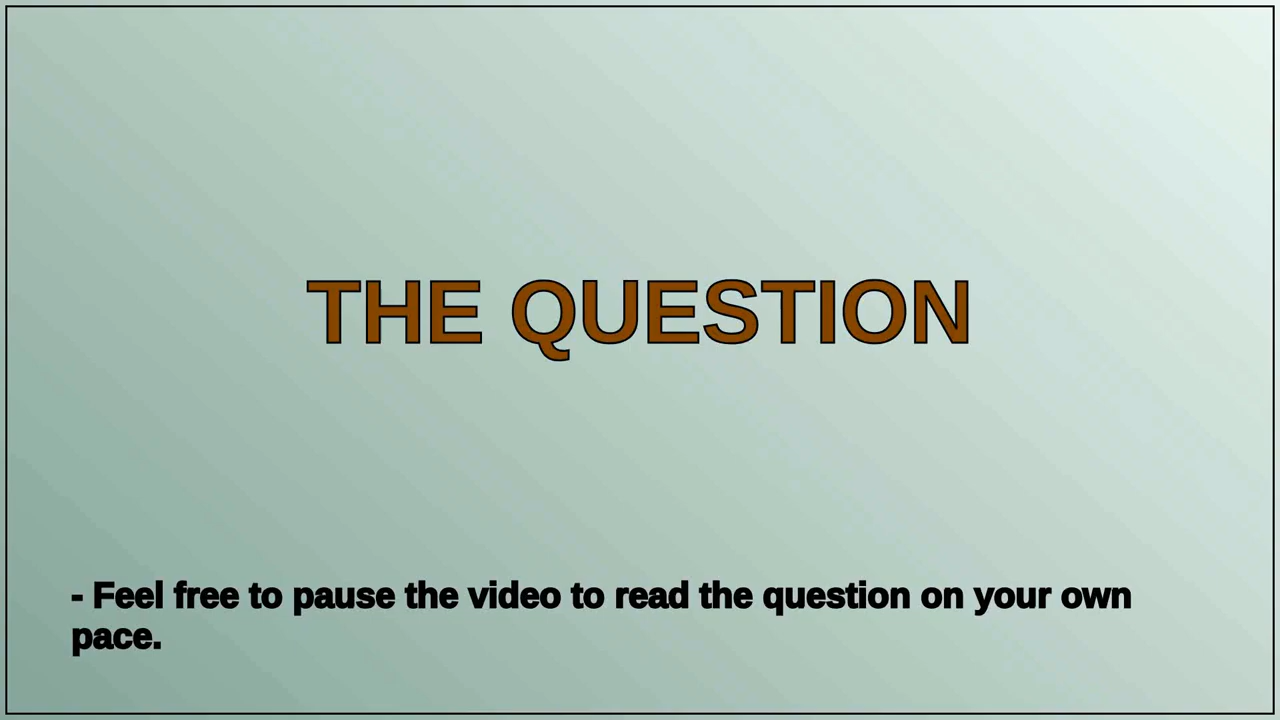 THE QUESTION
- Feel free to pause the video to read the question on your own
pace.